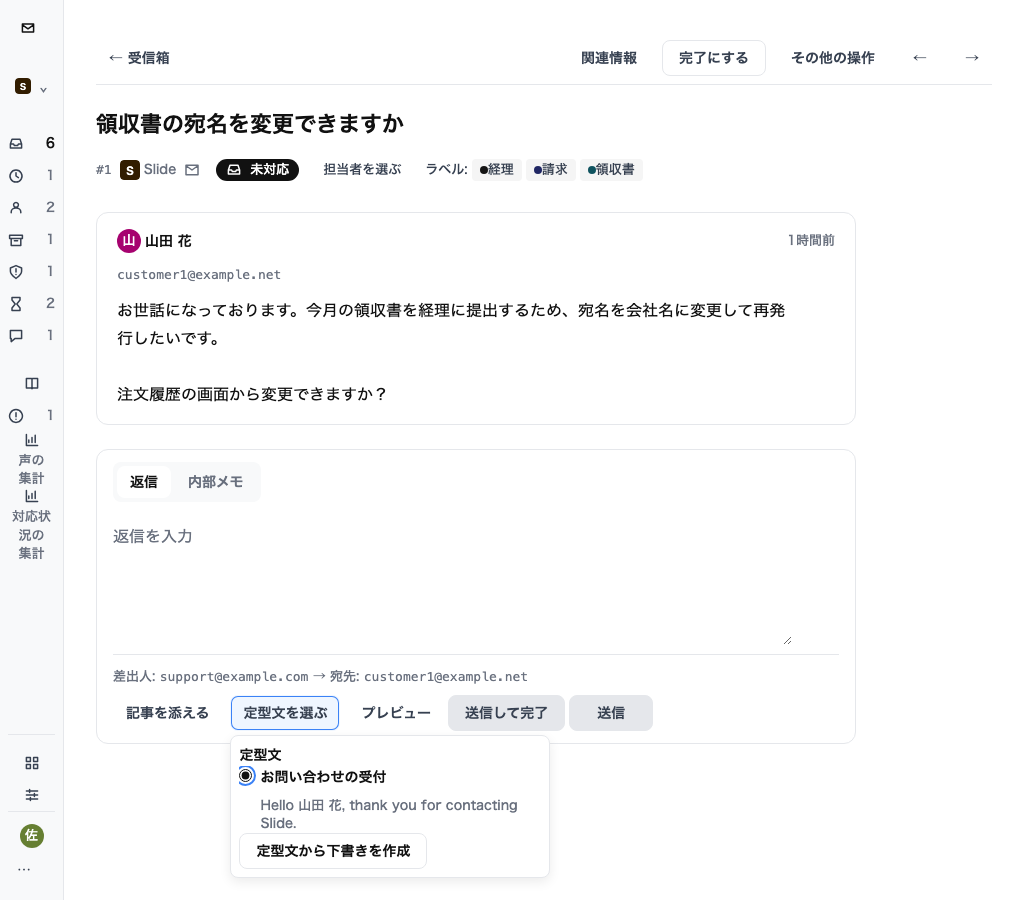 ← 受信箱
関連情報
完了にする
その他の操作
←
→
S
領収書の宛名を変更できますか
#1 S Slide 未対応 担当者を選ぶ ラベル: 経理 請求 領収書
6
1
2
1
1
2
1
1
声の
集計
対応状
況の
集計
佐
...
山 山田 花
1時間前
customer1@example.net
お世話になっております。今月の領収書を経理に提出するため、宛名を会社名に変更して再発
行したいです。
注文履歴の画面から変更できますか？
返信 内部メモ
返信を入力
差出人: support@example.com → 宛先: customer1@example.net
記事を添える 定型文を選ぶ プレビュー 送信して完了 送信
定型文
お問い合わせの受付
Hello 山田 花, thank you for contacting
Slide.
定型文から下書きを作成